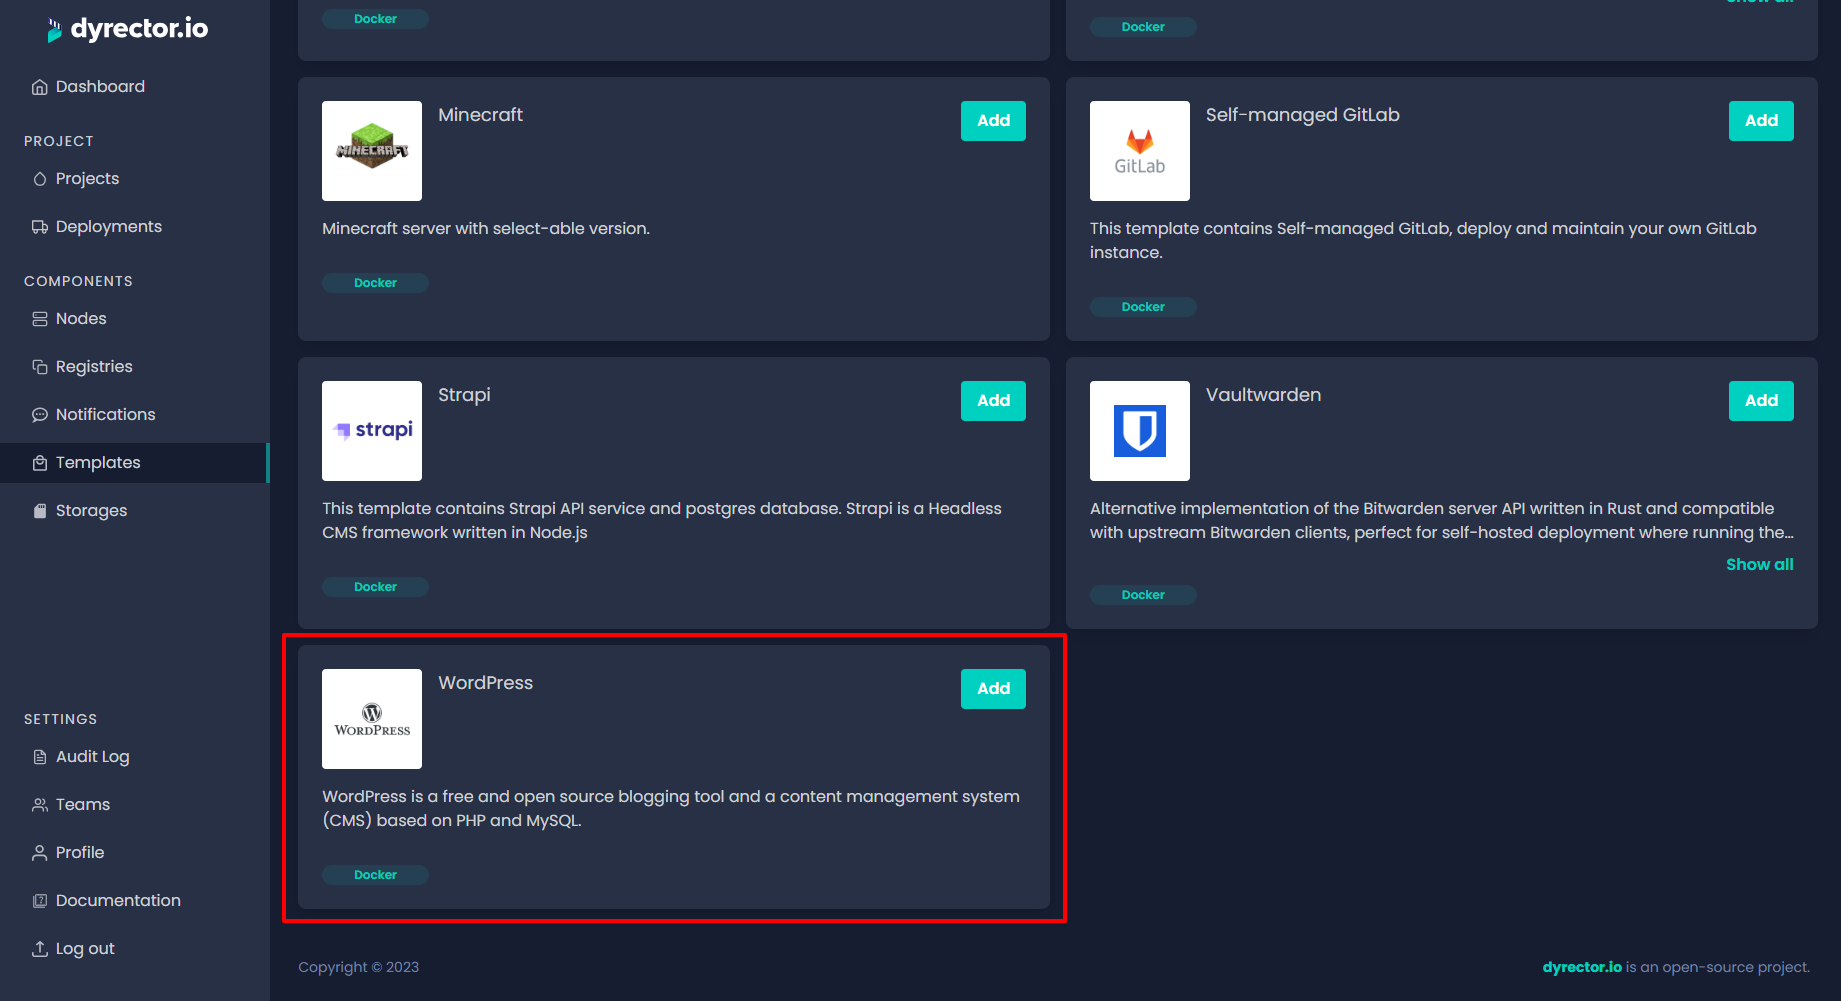 dyrector.io
Dashboard
PROJECT
Projects
Deployments
COMPONENTS
Nodes
Registries
Notifications
Templates
Storages
SETTINGS
Audit Log
Teams
Profile
Documentation
Log out
Docker
Show all
Docker
MINECRAFT
Minecraft
Add
Minecraft server with select-able version.
Docker
GitLab
Self-managed GitLab
Add
This template contains Self-managed GitLab, deploy and maintain your own GitLab
instance.
Docker
strapi
Strapi
Add
This template contains Strapi API service and postgres database. Strapi is a Headless
CMS framework written in Node.js
Docker
Vaultwarden
Add
Alternative implementation of the Bitwarden server API written in Rust and compatible
with upstream Bitwarden clients, perfect for self-hosted deployment where running the...
Show all
Docker
WORDPRESS
WordPress
Add
WordPress is a free and open source blogging tool and a content management system
(CMS) based on PHP and MySQL.
Docker
Copyright © 2023
dyrector.io is an open-source project.